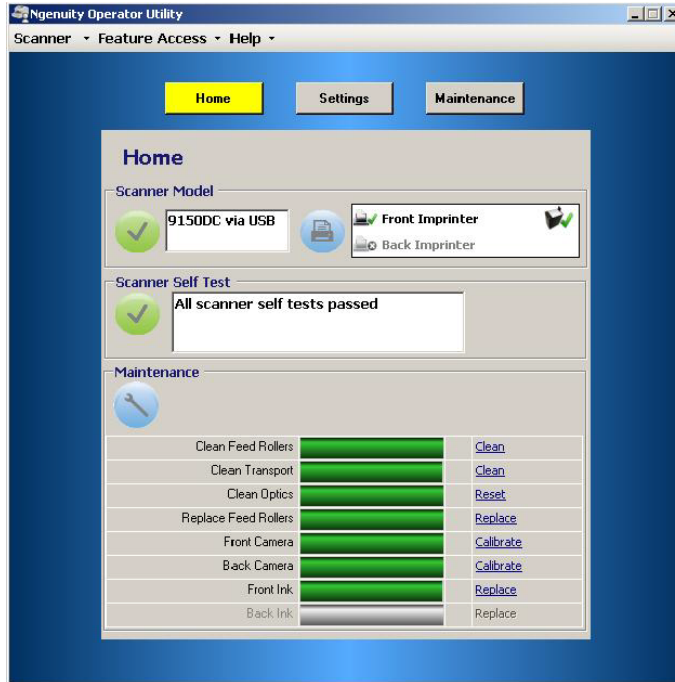 Ngenuity Operator Utility
Scanner Feature Access Help
Home Settings Maintenance
Home
Scanner Model
9150DC via USB
Front Imprinter
Back Imprinter
Scanner Self Test
All scanner self tests passed
Maintenance
Clean Feed Rollers Clean
Clean Transport Clean
Clean Optics Reset
Replace Feed Rollers Replace
Front Camera Calibrate
Back Camera Calibrate
Front Ink Replace
Back Ink Replace